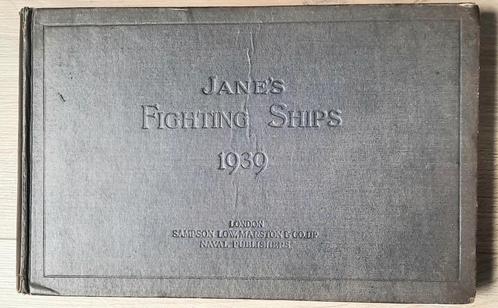 JANE'S
FIGHTING SHIPS
1939
LONDON
SAMPSON LOW, MARSTON & CO. LTD.
NAVAL PUBLISHERS